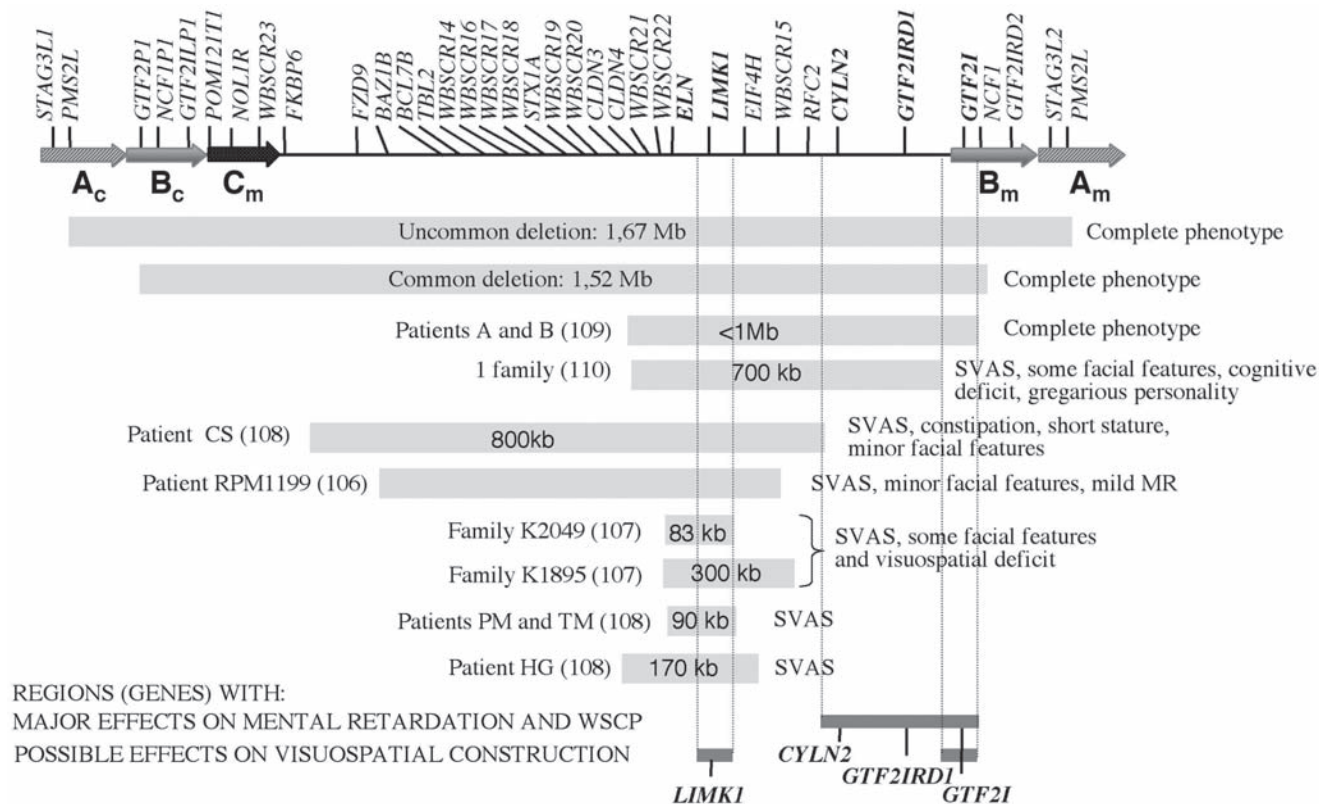 STAG3L1
PMS2L
GTF2P1
NCF1P1
GTF2ILP1
POM121T1
NOL1R
WBSCR23
FKBP6
FZD9
BAZ1B
BCL7B
TBL2
WBSCR14
WBSCR16
WBSCR17
WBSCR18
STX1A
WBSCR19
WBSCR20
CLDN3
CLDN4
WBSCR21
WBSCR22
ELN
LIMK1
EIF4H
WBSCR15
RFC2
CYLN2
GTF2IRD1
GTF2I
NCF1
GTF2IRD2
STAG3L2
PMS2L
Ac Bc Cm Bm Am
Uncommon deletion: 1,67 Mb Complete phenotype
Common deletion: 1,52 Mb Complete phenotype
Patients A and B (109) <1Mb Complete phenotype
1 family (110) 700 kb SVAS, some facial features, cognitive
deficit, gregarious personality
Patient CS (108) 800kb SVAS, constipation, short stature,
minor facial features
Patient RPM1199 (106) SVAS, minor facial features, mild MR
Family K2049 (107) 83 kb SVAS, some facial features
and visuospatial deficit
Family K1895 (107) 300 kb
Patients PM and TM (108) 90 kb SVAS
Patient HG (108) 170 kb SVAS
REGIONS (GENES) WITH:
MAJOR EFFECTS ON MENTAL RETARDATION AND WSCP
POSSIBLE EFFECTS ON VISUOSPATIAL CONSTRUCTION
CYLN2
GTF2IRD1
LIMK1 GTF2I